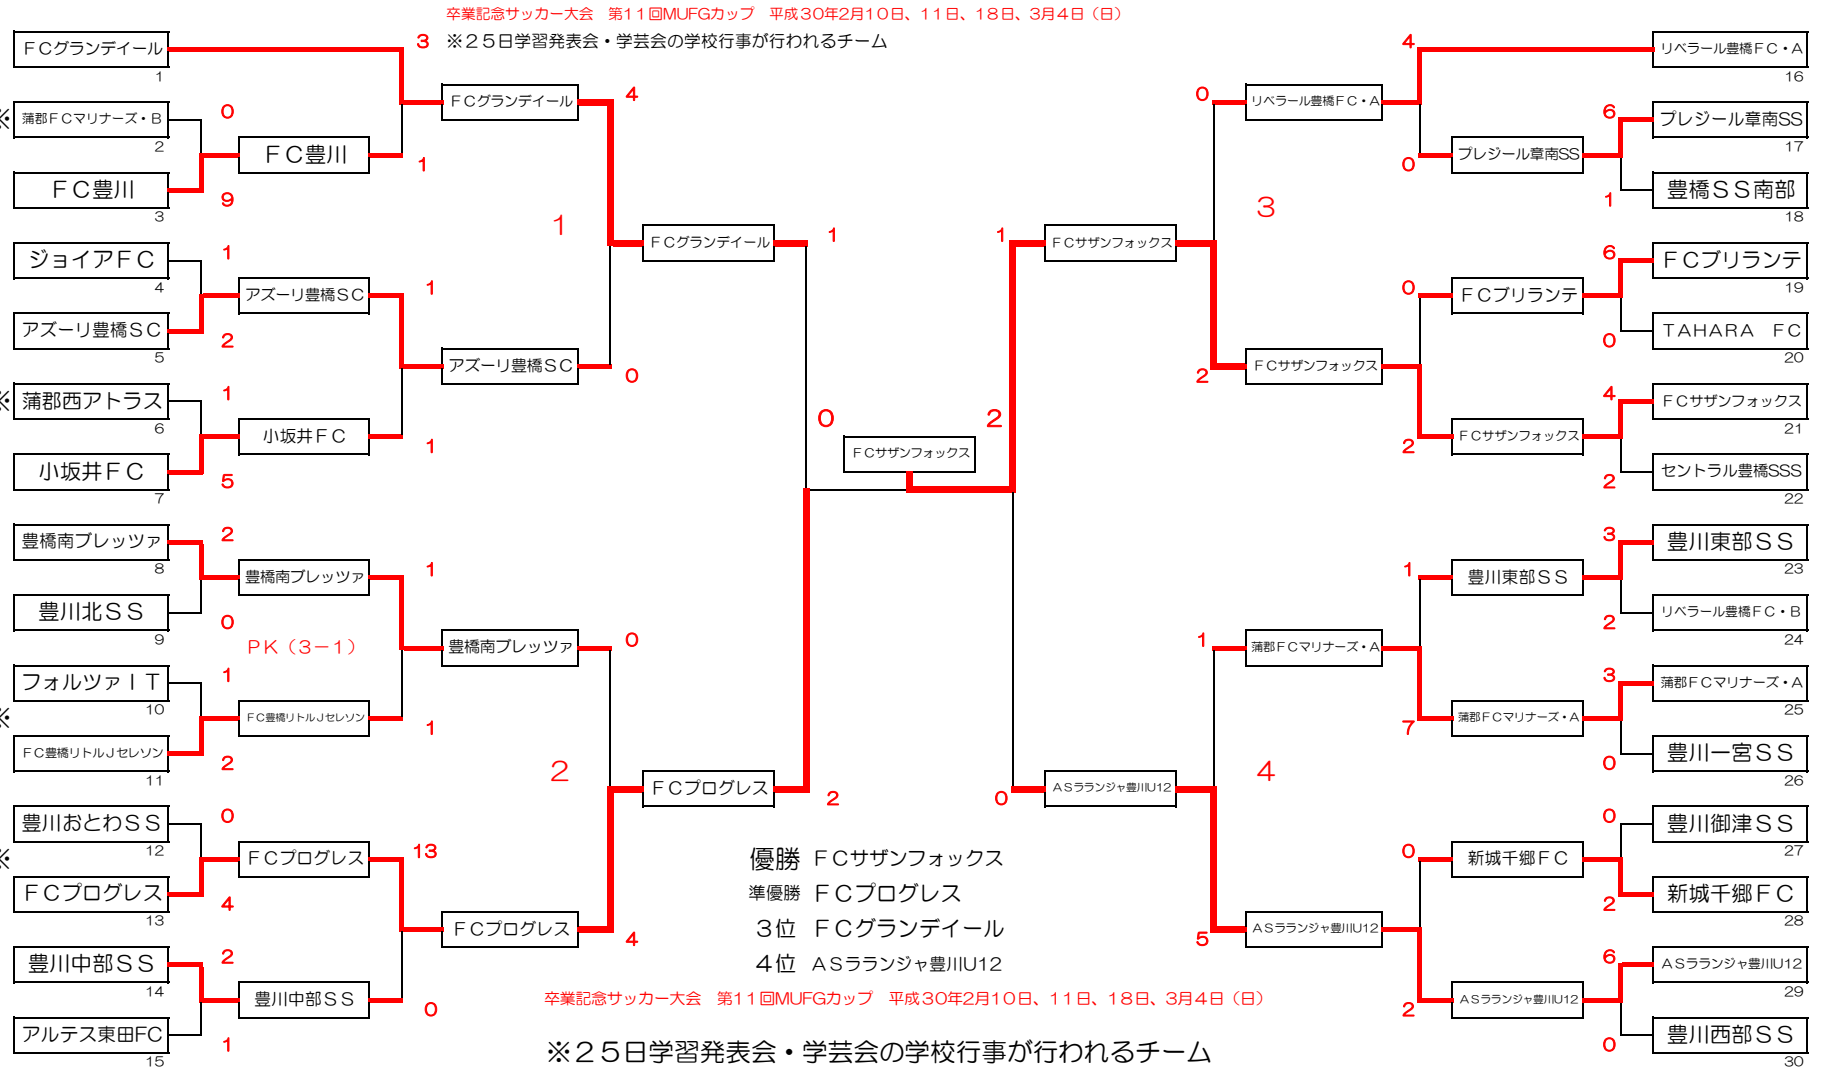 卒業記念サッカー大会　第11回MUFGカップ　平成30年2月10日、11日、18日、3月4日（日）
※25日学習発表会・学芸会の学校行事が行われるチーム
FCグランデイール
1
※
蒲郡FCマリナーズ・B
2
FC豊川
3
ジョイアFC
4
アズーリ豊橋SC
5
※
蒲郡西アトラス
6
小坂井FC
7
豊橋南ブレッツァ
8
豊川北SS
9
フォルツァIT
10
※
FC豊橋リトルJセレソン
11
豊川おとわSS
12
※
FCプログレス
13
豊川中部SS
14
アルテス東田FC
15
0
FC豊川
9
1
アズーリ豊橋SC
2
1
小坂井FC
5
2
豊橋南ブレッツァ
0
PK（3－1）
1
FC豊橋リトルJセレソン
2
0
FCプログレス
4
2
豊川中部SS
1
3
FCグランデイール
1
1
アズーリ豊橋SC
1
1
豊橋南ブレッツァ
1
13
FCプログレス
0
4
1
FCグランデイール
0
0
2
FCプログレス
4
1
0
2
FCサザンフォックス
2
1
FCサザンフォックス
0
ASラランジャ豊川U12
0
リベラール豊橋FC・A
3
2
FCサザンフォックス
1
蒲郡FCマリナーズ・A
4
5
ASラランジャ豊川U12
4
0
プレジール章南SS
0
FCブリランテ
2
FCサザンフォックス
1
豊川東部SS
7
蒲郡FCマリナーズ・A
0
新城千郷FC
2
ASラランジャ豊川U12
リベラール豊橋FC・A
16
6
プレジール章南SS
17
1
豊橋SS南部
18
6
FCブリランテ
19
0
TAHARA　FC
20
4
FCサザンフォックス
21
2
セントラル豊橋SSS
22
3
豊川東部SS
23
2
リベラール豊橋FC・B
24
3
蒲郡FCマリナーズ・A
25
0
豊川一宮SS
26
0
豊川御津SS
27
2
新城千郷FC
28
6
ASラランジャ豊川U12
29
0
豊川西部SS
30
優勝 FCサザンフォックス
準優勝 FCプログレス
3位 FCグランデイール
4位 ASラランジャ豊川U12
卒業記念サッカー大会　第11回MUFGカップ　平成30年2月10日、11日、18日、3月4日（日）
※25日学習発表会・学芸会の学校行事が行われるチーム